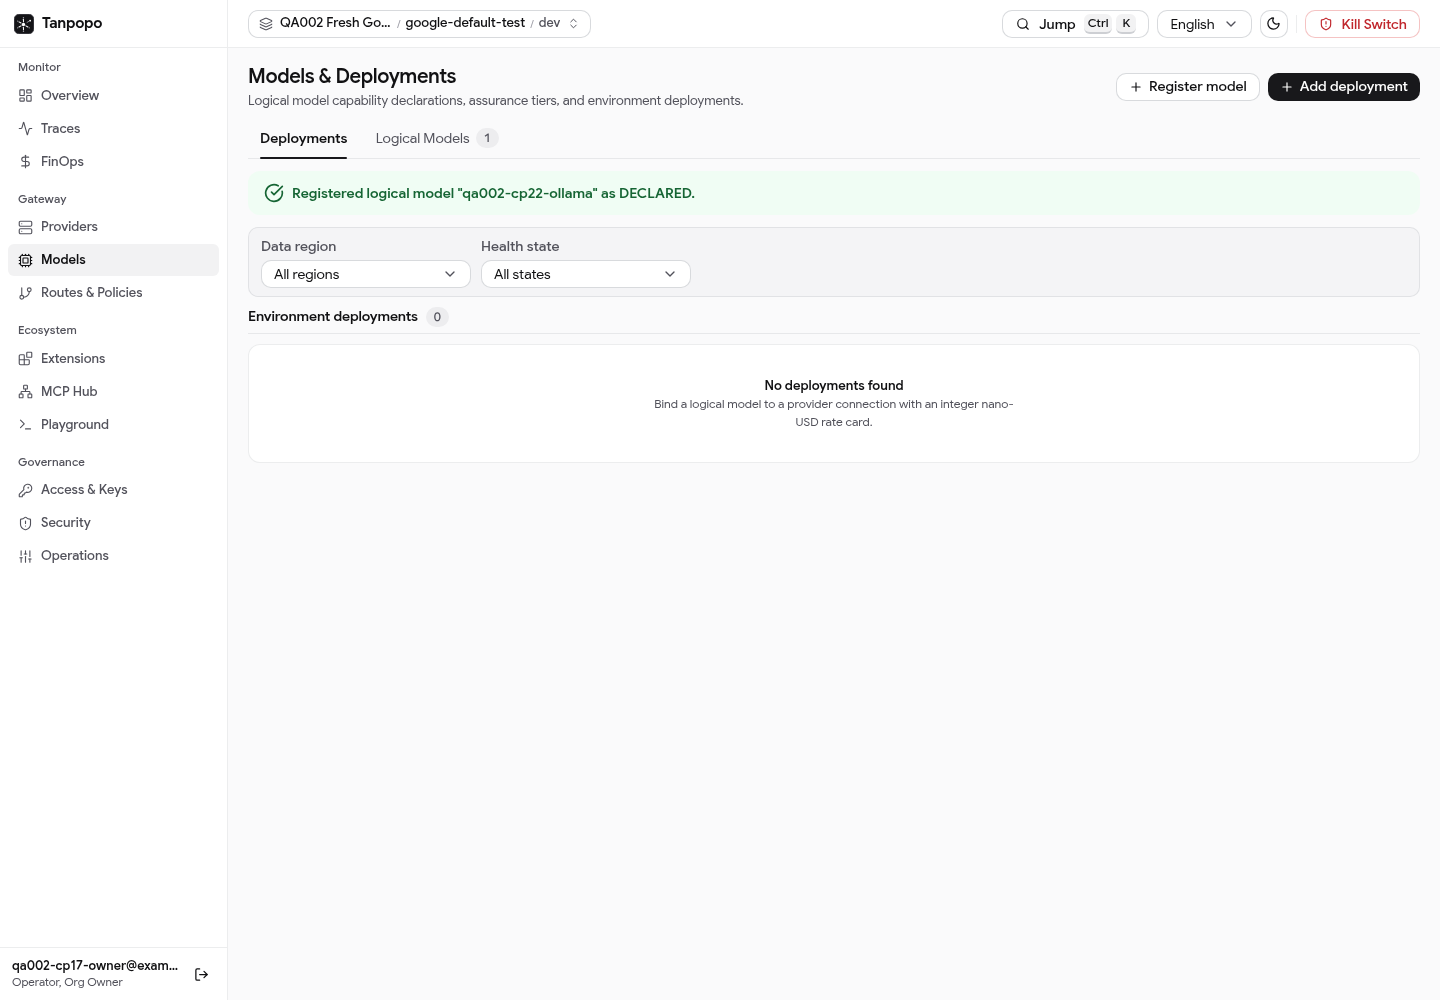 Tanpopo
QA002 Fresh Go... / google-default-test / dev
Jump Ctrl K
English
Kill Switch
Monitor
Overview
Traces
FinOps
Gateway
Providers
Models
Routes & Policies
Ecosystem
Extensions
MCP Hub
Playground
Governance
Access & Keys
Security
Operations
qa002-cp17-owner@exam...
Operator, Org Owner
Models & Deployments
Logical model capability declarations, assurance tiers, and environment deployments.
Register model
Add deployment
Deployments
Logical Models 1
Registered logical model "qa002-cp22-ollama" as DECLARED.
Data region
Health state
All regions
All states
Environment deployments 0
No deployments found
Bind a logical model to a provider connection with an integer nano-
USD rate card.